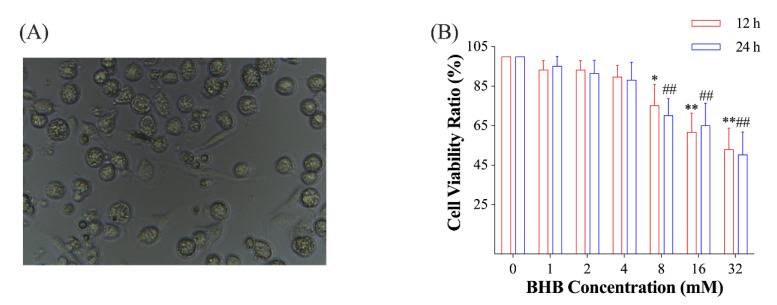 (A)
(B)
12 h
24 h
Cell Viability Ratio (%)
105
85
65
45
25
*
##
**
##
**##
0 1 2 4 8 16 32
BHB Concentration (mM)